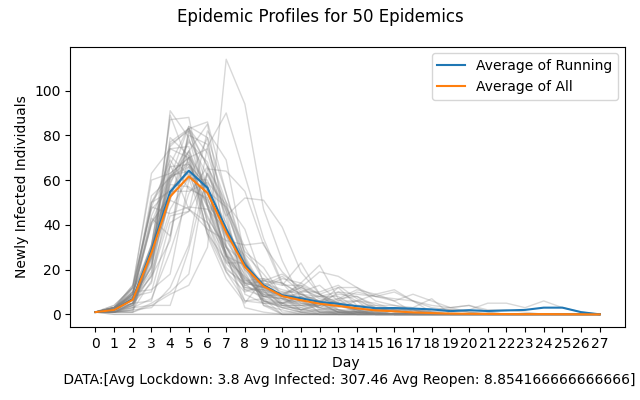 Epidemic Profiles for 50 Epidemics
Average of Running
Average of All
Newly Infected Individuals
100
80
60
40
20
0
0 1 2 3 4 5 6 7 8 9 10 11 12 13 14 15 16 17 18 19 20 21 22 23 24 25 26 27
Day
DATA:[Avg Lockdown: 3.8 Avg Infected: 307.46 Avg Reopen: 8.854166666666666]